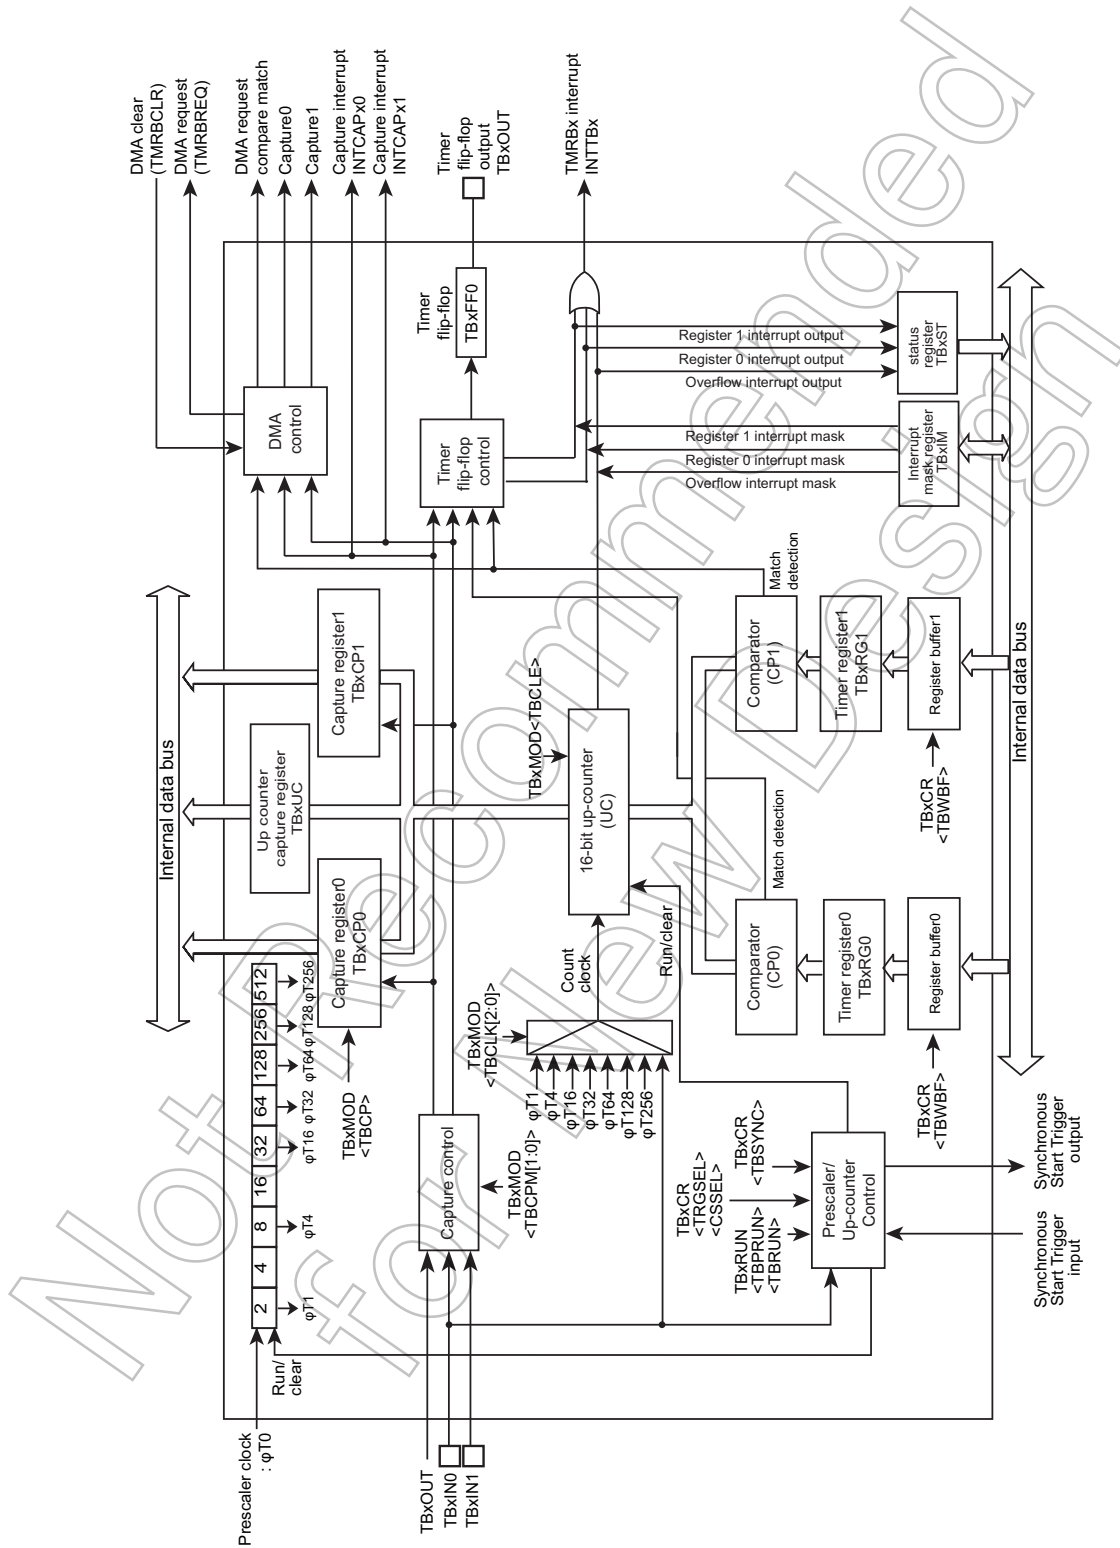 Prescaler clock
: φT0
Run/
clear
2
4
8
16
32
64
128
256
512
φT1
φT4
φT16
φT32
φT64
φT128
φT256
Internal data bus
DMA clear
(TMRBCLR)
DMA request
(TMRBREQ)
DMA request
compare match
Capture0
Capture1
Capture interrupt
INTCAPx0
Capture interrupt
INTCAPx1
DMA
control
TBxMOD
<TBCP>
Capture register0
TBxCP0
Up counter
capture register
TBxUC
Capture register1
TBxCP1
TBxOUT
TBxIN0
TBxIN1
Capture control
TBxMOD
<TBCPM[1:0]>
Timer
flip-flop
control
Timer
flip-flop
TBxFF0
Timer
flip-flop
output
TBxOUT
TBxMOD
<TBCLK[2:0]>
φT1
φT4
φT16
φT32
φT64
φT128
φT256
Count
clock
TBxMOD<TBCLE>
16-bit up-counter
(UC)
Run/clear
TMRBx interrupt
INTTBx
Register 1 interrupt output
Register 0 interrupt output
Overflow interrupt output
Register 1 interrupt mask
Register 0 interrupt mask
Overflow interrupt mask
TBxRUN
<TBPRUN>
<TBRUN>
TBxCR
<TRGSEL>
<CSSEL>
TBxCR
<TBSYNC>
Prescaler/
Up-counter
Control
Match detection
Comparator
(CP0)
Timer register0
TBxRG0
Register buffer0
TBxCR
<TBWBF>
Match
detection
Comparator
(CP1)
Timer register1
TBxRG1
Register buffer1
TBxCR
<TBWBF>
Interrupt
mask register
TBxIM
status
register
TBxST
Internal data bus
Synchronous
Start Trigger
input
Synchronous
Start Trigger
output
Not Recommended
for New Design